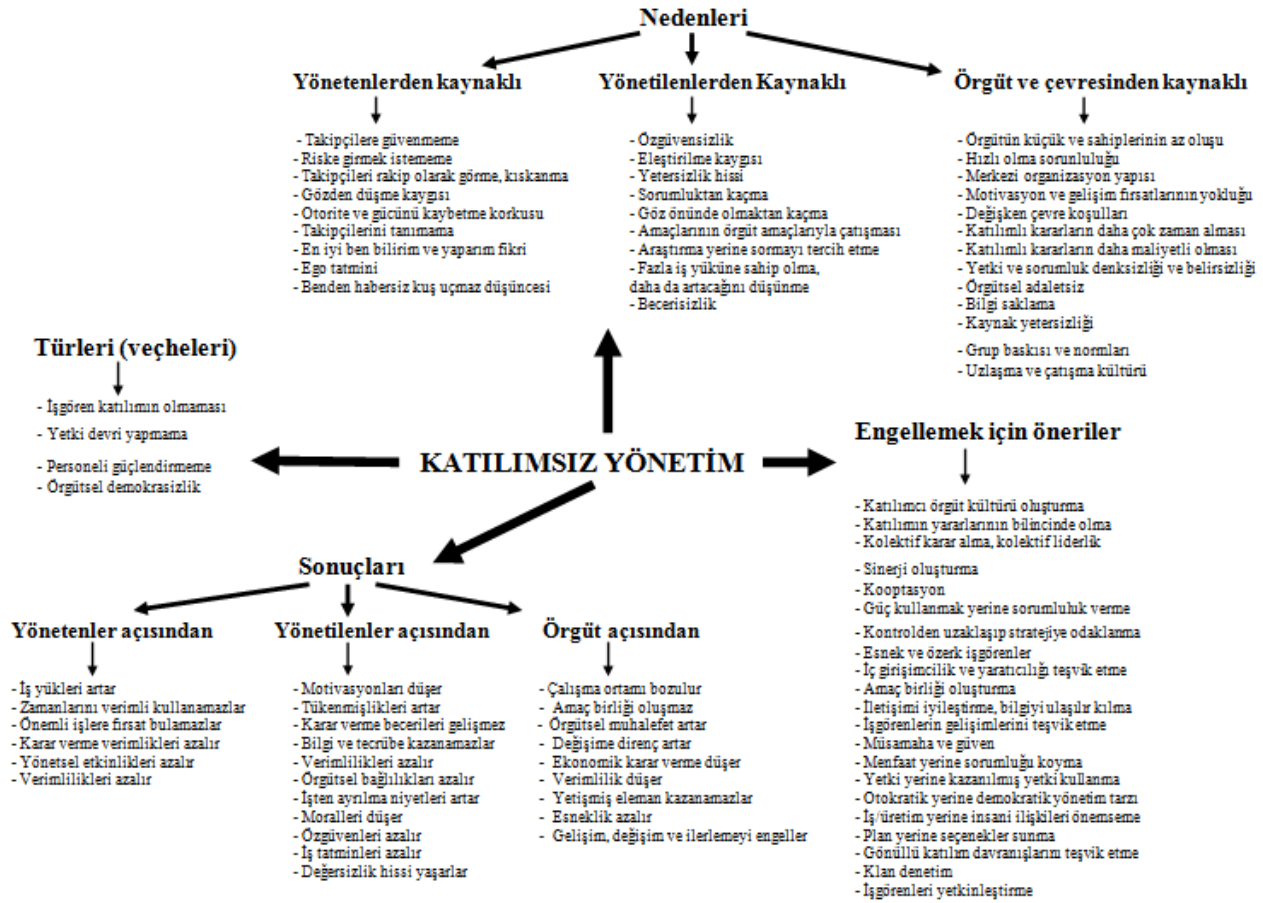 Nedenleri
Yönetenlerden kaynaklı
- Takipçilere güvenmeme
- Riske girmek istememe
- Takipçileri rakip olarak görme, kıskanma
- Gözden düşme kaygısı
- Otorite ve gücünü kaybetme korkusu
- Takipçilerini tanımama
- En iyi ben bilirim ve yaparım fikri
- Ego tatmini
- Benden habersiz kuş uçmaz düşüncesi
Yönetilenlerden Kaynaklı
- Özgüvensizlik
- Eleştirilme kaygısı
- Yetersizlik hissi
- Sorumluktan kaçma
- Göz önünde olmaktan kaçma
- Amaçlarının örgüt amaçlarıyla çatışması
- Araştırma yerine sormayı tercih etme
- Fazla iş yüküne sahip olma,
daha da artacağını düşünme
- Becerisizlik
Örgüt ve çevresinden kaynaklı
- Örgütün küçük ve sahiplerinin az oluşu
- Hızlı olma sorunluluğu
- Merkezi organizasyon yapısı
- Motivasyon ve gelişim fırsatlarının yokluğu
- Değişken çevre koşulları
- Katılımlı kararların daha çok zaman alması
- Katılımlı kararların daha maliyetli olması
- Yetki ve sorumluk denksizliği ve belirsizliği
- Örgütsel adaletsiz
- Bilgi saklama
- Kaynak yetersizliği
- Grup baskısı ve normları
- Uzlaşma ve çatışma kültürü
Türleri (veçheleri)
- İşgören katılımın olmaması
- Yetki devri yapmama
- Personeli güçlendirmeme
- Örgütsel demokrasizlik
KATILIMSIZ YÖNETİM
Engellemek için öneriler
- Katılımcı örgüt kültürü oluşturma
- Katılımın yararlarının bilincinde olma
- Kolektif karar alma, kolektif liderlik
- Sinerji oluşturma
- Kooptasyon
- Güç kullanmak yerine sorumluluk verme
- Kontrolden uzaklaşıp stratejiye odaklanma
- Esnek ve özerk işgörenler
- İç girişimcilik ve yaratıcılığı teşvik etme
- Amaç birliği oluşturma
- İletişimi iyileştirme, bilgiyi ulaşılır kılma
- İşgörenlerin gelişimlerini teşvik etme
- Müsamaha ve güven
- Menfaat yerine sorumluğu koyma
- Yetki yerine kazanılmış yetki kullanma
- Otokratik yerine demokratik yönetim tarzı
- İş/üretim yerine insani ilişkileri önemseme
- Plan yerine seçenekler sunma
- Gönüllü katılım davranışlarını teşvik etme
- Klan denetim
- İşgörenleri yetkinleştirme
Sonuçları
Yönetenler açısından
- İş yükleri artar
- Zamanlarını verimli kullanamazlar
- Önemli işlere fırsat bulamazlar
- Karar verme verimlikleri azalır
- Yönetsel etkinlikleri azalır
- Verimlilikleri azalır
Yönetilenler açısından
- Motivasyonları düşer
- Tükenmişlikleri artar
- Karar verme becerileri gelişmez
- Bilgi ve tecrübe kazanamazlar
- Verimlilikleri azalır
- Örgütsel bağlılıkları azalır
- İşten ayrılma niyetleri artar
- Moralleri düşer
- Özgüvenleri azalır
- İş tatminleri azalır
- Değersizlik hissi yaşarlar
Örgüt açısından
- Çalışma ortamı bozulur
- Amaç birliği oluşmaz
- Örgütsel muhalefet artar
- Değişime direnç artar
- Ekonomik karar verme düşer
- Verimlilik düşer
- Yetişmiş eleman kazanamazlar
- Esneklik azalır
- Gelişim, değişim ve ilerlemeyi engeller